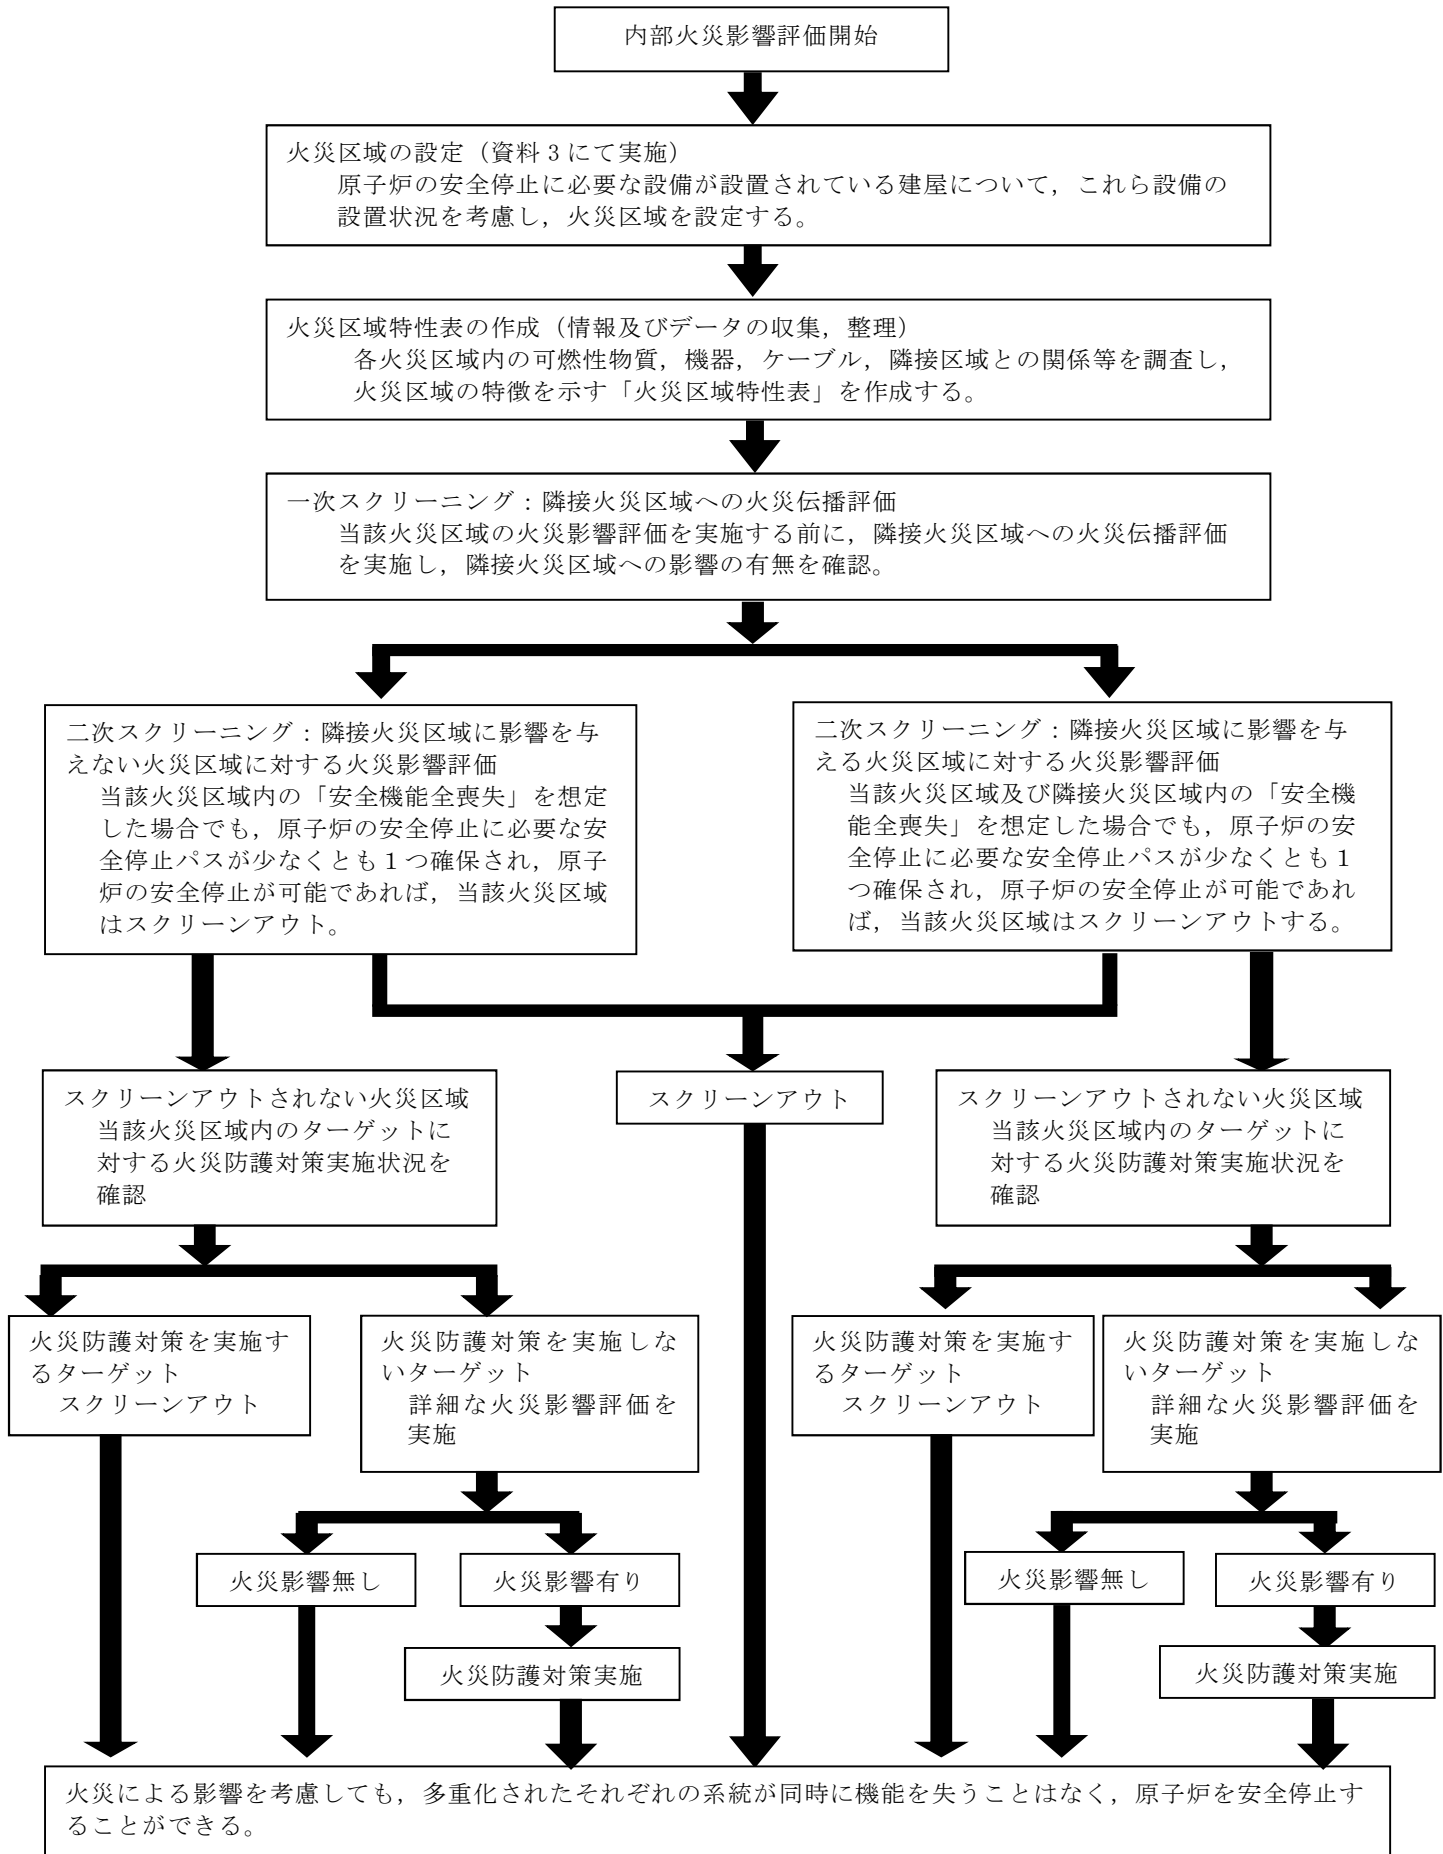 内部火災影響評価開始
火災区域の設定（資料3にて実施）
原子炉の安全停止に必要な設備が設置されている建屋について，これら設備の
設置状況を考慮し，火災区域を設定する。
火災区域特性表の作成（情報及びデータの収集，整理）
各火災区域内の可燃性物質，機器，ケーブル，隣接区域との関係等を調査し，
火災区域の特徴を示す「火災区域特性表」を作成する。
一次スクリーニング：隣接火災区域への火災伝播評価
当該火災区域の火災影響評価を実施する前に，隣接火災区域への火災伝播評価
を実施し，隣接火災区域への影響の有無を確認。
二次スクリーニング：隣接火災区域に影響を与
えない火災区域に対する火災影響評価
当該火災区域内の「安全機能全喪失」を想定
した場合でも，原子炉の安全停止に必要な安
全停止パスが少なくとも１つ確保され，原子
炉の安全停止が可能であれば，当該火災区域
はスクリーンアウト。
二次スクリーニング：隣接火災区域に影響を与
える火災区域に対する火災影響評価
当該火災区域及び隣接火災区域内の「安全機
能全喪失」を想定した場合でも，原子炉の安
全停止に必要な安全停止パスが少なくとも１
つ確保され，原子炉の安全停止が可能であれ
ば，当該火災区域はスクリーンアウトする。
スクリーンアウトされない火災区域
当該火災区域内のターゲットに
対する火災防護対策実施状況を
確認
スクリーンアウト
スクリーンアウトされない火災区域
当該火災区域内のターゲットに
対する火災防護対策実施状況を
確認
火災防護対策を実施す
るターゲット
スクリーンアウト
火災防護対策を実施しな
いターゲット
詳細な火災影響評価を
実施
火災防護対策を実施す
るターゲット
スクリーンアウト
火災防護対策を実施しな
いターゲット
詳細な火災影響評価を
実施
火災影響無し
火災影響有り
火災影響無し
火災影響有り
火災防護対策実施
火災防護対策実施
火災による影響を考慮しても，多重化されたそれぞれの系統が同時に機能を失うことはなく，原子炉を安全停止す
ることができる。